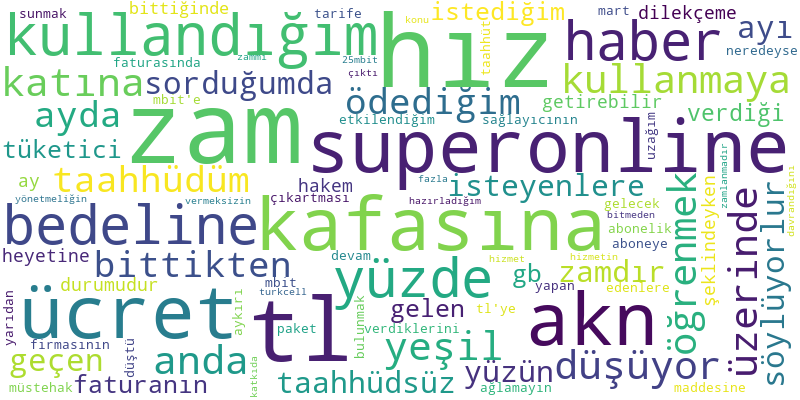 sunmak
bittiğinde
tarife
konu
istediğim
mart
dilekçeme
ayı
kullandığım
hız
haber
neredeyse
taahhüt
zammı
25mbit
çıktı
faturasında
katına
sorduğumda
kullanmaya
mbit'e
ödediğim
getirebilir
verdiği
ayda
zam
etkilendiğim
sağlayıcının
uzağım
tüketici
superonline
zamlanmadır
davrandığını
ay
taahhüdüm
hakem
fazla
isteyenlere
yönetmeliğin
vermeksizin
çıkartması
hazırladığım
gelecek
bedeline
kafasına
bitmeden
abonelik
aboneye
öğrenmek
şeklindeyken
üzerinde
söylüyorlur
heyetine
bittikten
devam
hizmet
hizmetin
yüzde
gb
zamdır
durumudur
mbit
turkcell
yapan
edenlere
yarıdan
ücret
tl
aykırı
bulunmak
gelen
tl'ye
akn
paket
verdiklerini
firmasının
düştü
geçen
anda
katkıda
yeşil
yüzün
düşüyor
müstehak
faturanın
taahhüdsüz
ağlamayın
maddesine